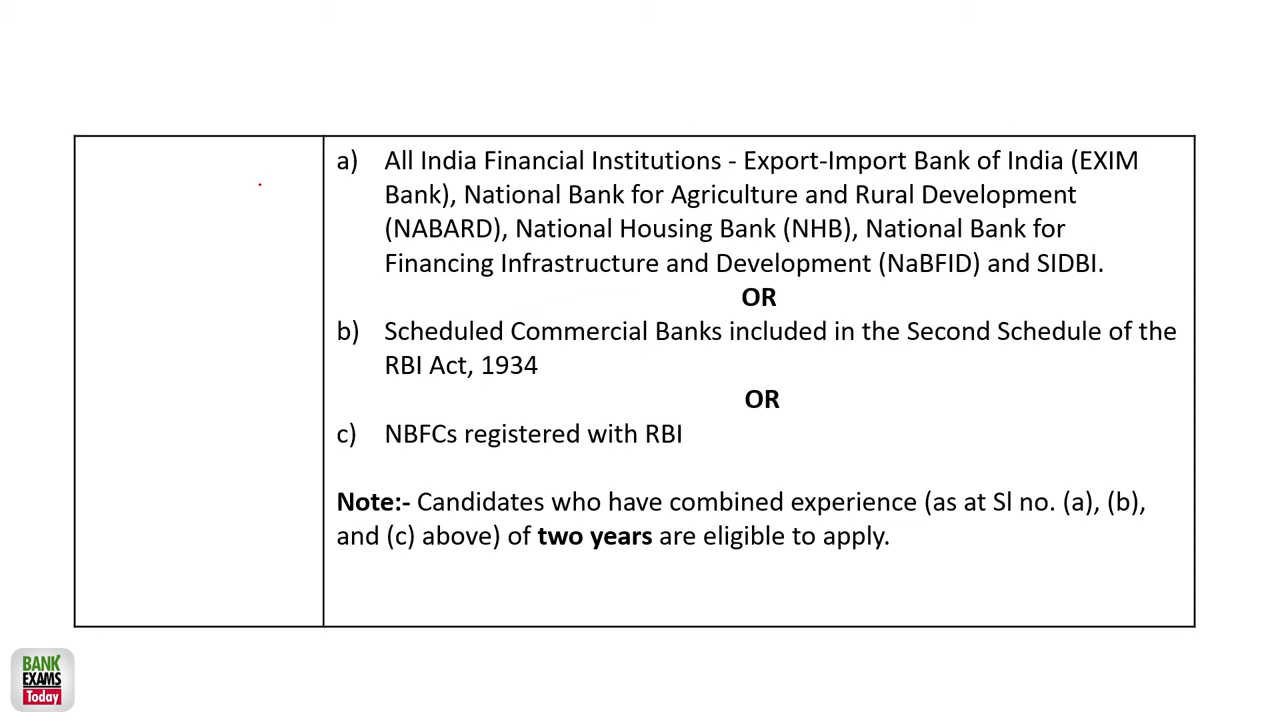 a) All India Financial Institutions - Export-Import Bank of India (EXIM
Bank), National Bank for Agriculture and Rural Development
(NABARD), National Housing Bank (NHB), National Bank for
Financing Infrastructure and Development (NaBFID) and SIDBI.
OR
b) Scheduled Commercial Banks included in the Second Schedule of the
RBI Act, 1934
OR
c) NBFCs registered with RBI
Note:- Candidates who have combined experience (as at Sl no. (a), (b),
and (c) above) of two years are eligible to apply.
BANK
EXAMS
Today